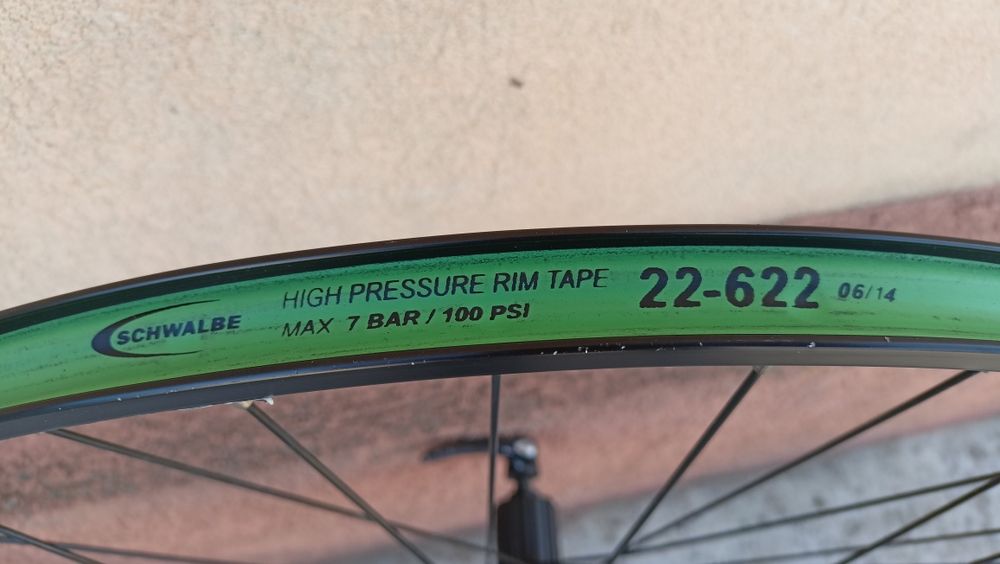 SCHWALBE
HIGH PRESSURE RIM TAPE
MAX 7 BAR / 100 PSI
22-622 06/14